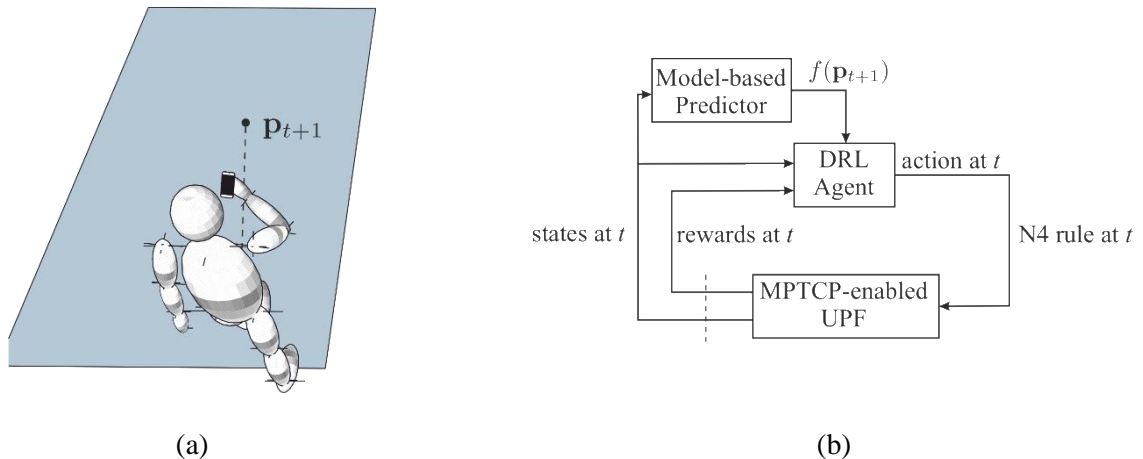 p_{t+1}
(a)
Model-based
Predictor
f(p_{t+1})
DRL
Agent
action at t
states at t
rewards at t
N4 rule at t
MPTCP-enabled
UPF
(b)